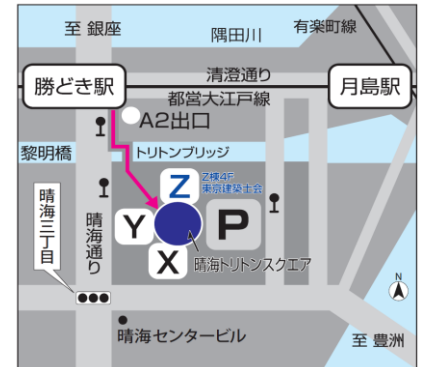 至 銀座
隅田川
有楽町線
清澄通り
勝どき駅
月島駅
都営大江戸線
A2出口
黎明橋
トリトンブリッジ
Z
Z棟4F
東京建築士会
晴海三丁目
晴海通り
Y
P
X
晴海トリトンスクエア
N
晴海センタービル
至 豊洲